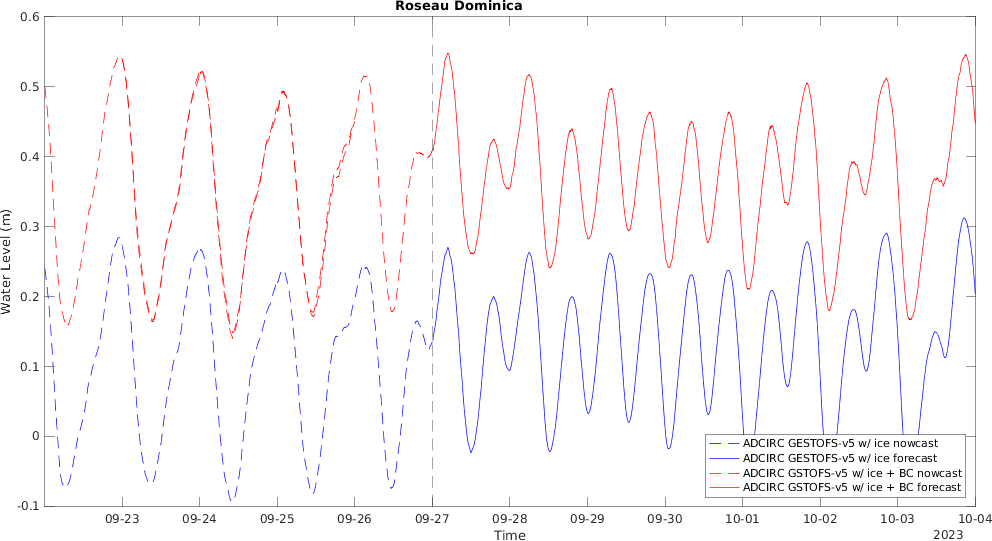 Roseau Dominica
0.6
0.5
0.4
0.3
0.2
0.1
0
-0.1
Water Level (m)
ADCIRC GESTOFS-v5 w/ ice nowcast
ADCIRC GESTOFS-v5 w/ ice forecast
ADCIRC GSTOFS-v5 w/ ice + BC nowcast
ADCIRC GSTOFS-v5 w/ ice + BC forecast
09-23 09-24 09-25 09-26 09-27 09-28 09-29 09-30 10-01 10-02 10-03 10-04
Time
2023